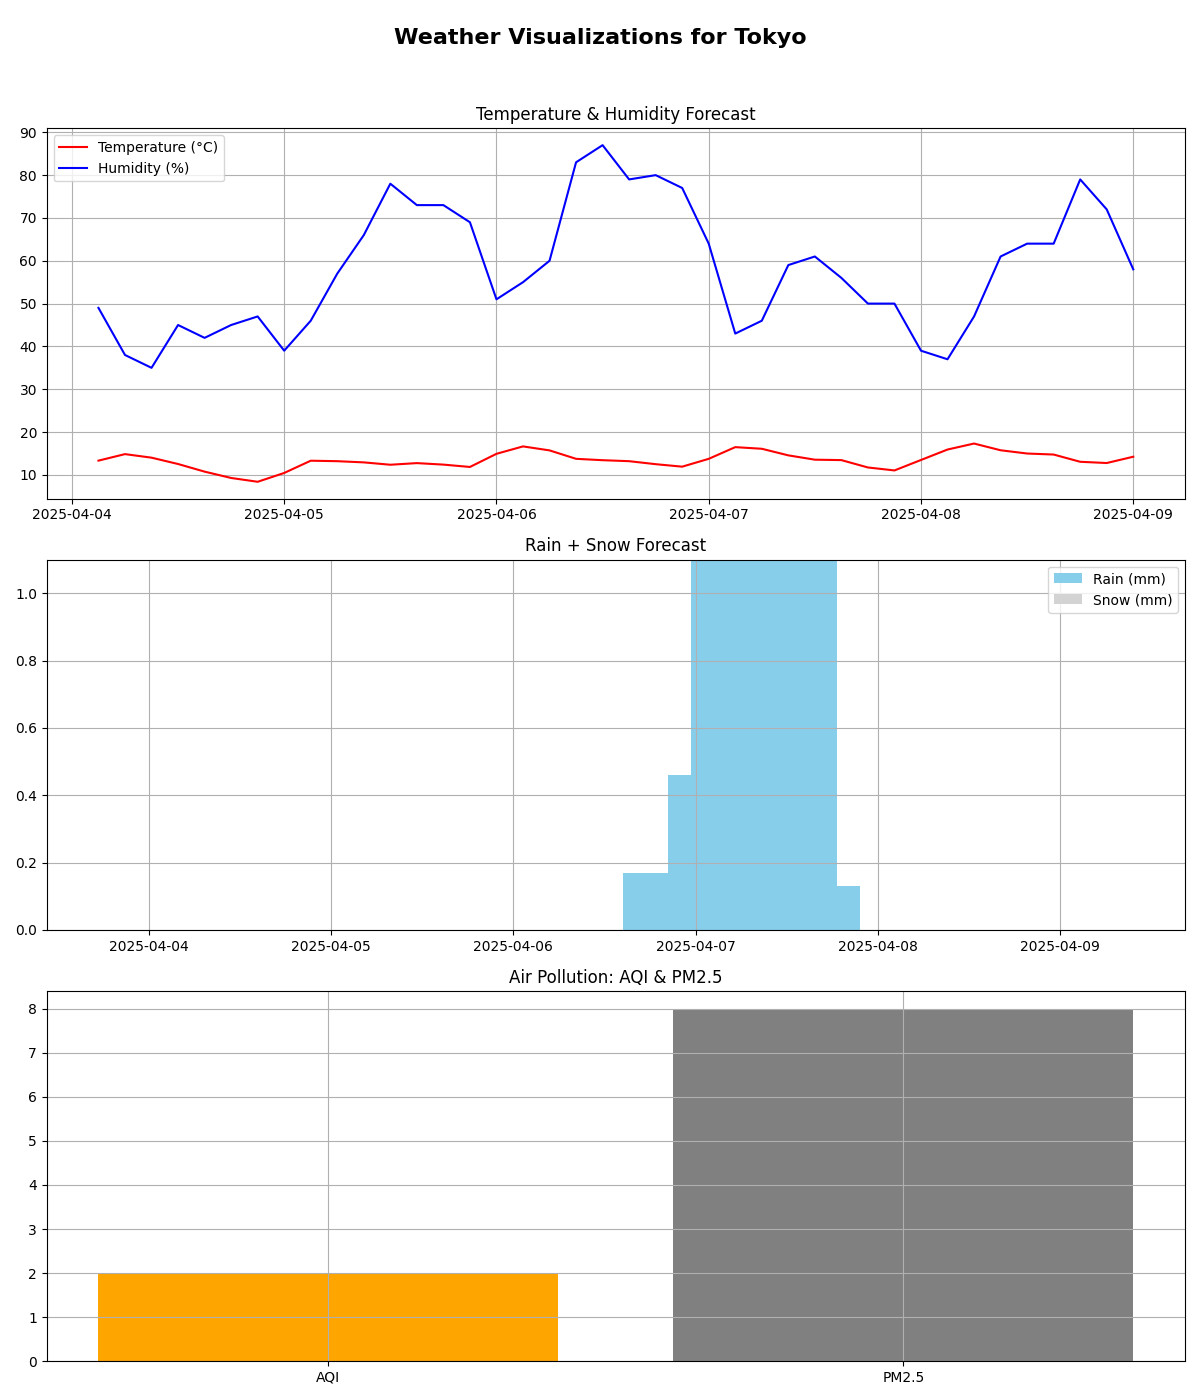 Weather Visualizations for Tokyo
Temperature & Humidity Forecast
90
80
70
60
50
40
30
20
10
Temperature (°C)
Humidity (%)
2025-04-04 2025-04-05 2025-04-06 2025-04-07 2025-04-08 2025-04-09
Rain + Snow Forecast
1.0
0.8
0.6
0.4
0.2
0.0
Rain (mm)
Snow (mm)
2025-04-04 2025-04-05 2025-04-06 2025-04-07 2025-04-08 2025-04-09
Air Pollution: AQI & PM2.5
8
7
6
5
4
3
2
1
0
AQI PM2.5